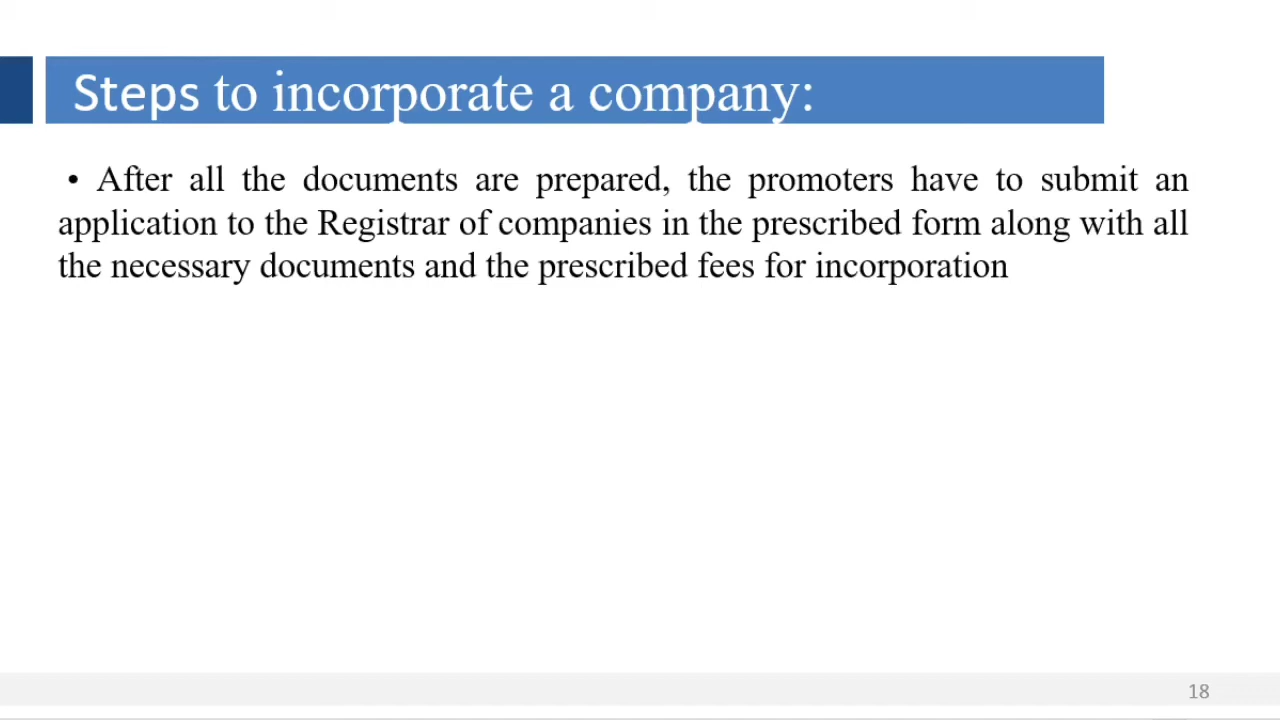 Steps to incorporate a company:
• After all the documents are prepared, the promoters have to submit an
application to the Registrar of companies in the prescribed form along with all
the necessary documents and the prescribed fees for incorporation
18